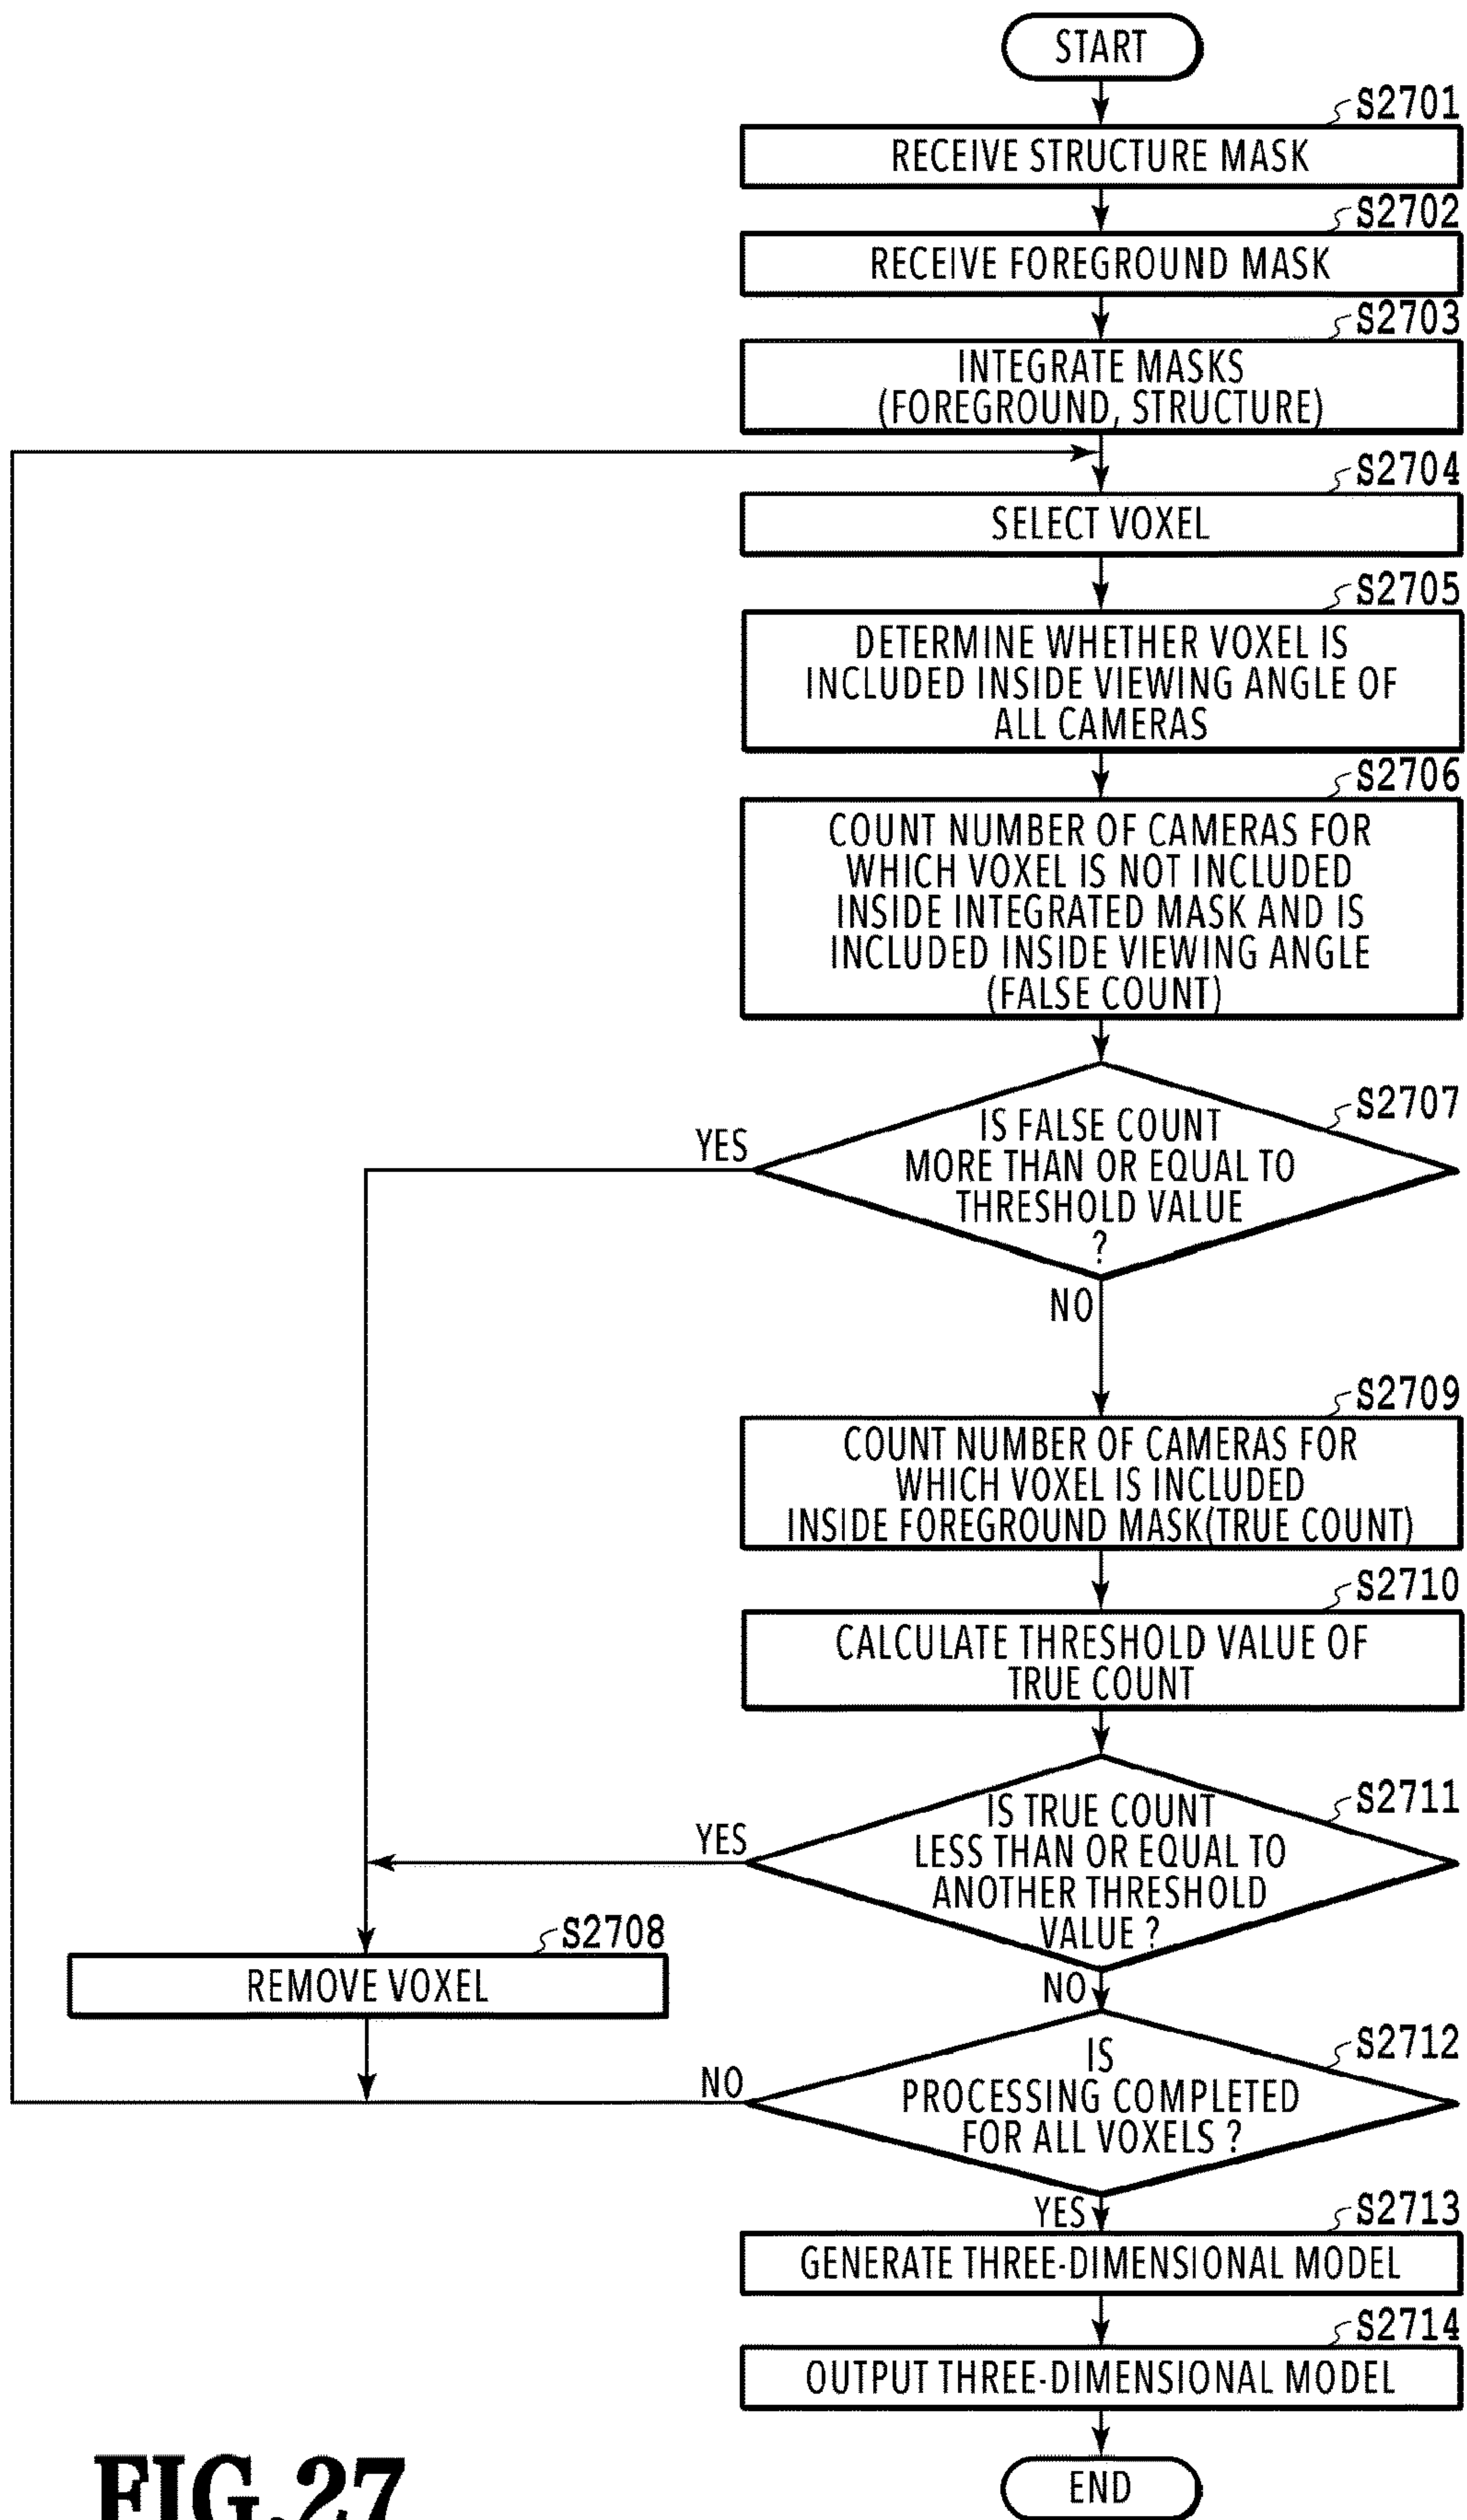 START
S2701
RECEIVE STRUCTURE MASK
S2702
RECEIVE FOREGROUND MASK
S2703
INTEGRATE MASKS
(FOREGROUND, STRUCTURE)
S2704
SELECT VOXEL
S2705
DETERMINE WHETHER VOXEL IS
INCLUDED INSIDE VIEWING ANGLE OF
ALL CAMERAS
S2706
COUNT NUMBER OF CAMERAS FOR
WHICH VOXEL IS NOT INCLUDED
INSIDE INTEGRATED MASK AND IS
INCLUDED INSIDE VIEWING ANGLE
(FALSE COUNT)
S2707
IS FALSE COUNT
MORE THAN OR EQUAL TO
THRESHOLD VALUE
?
YES
NO
S2709
COUNT NUMBER OF CAMERAS FOR
WHICH VOXEL IS INCLUDED
INSIDE FOREGROUND MASK(TRUE COUNT)
S2710
CALCULATE THRESHOLD VALUE OF
TRUE COUNT
S2711
IS TRUE COUNT
LESS THAN OR EQUAL TO
ANOTHER THRESHOLD
VALUE ?
YES
NO
S2708
REMOVE VOXEL
S2712
IS
PROCESSING COMPLETED
FOR ALL VOXELS ?
NO
YES
S2713
GENERATE THREE-DIMENSIONAL MODEL
S2714
OUTPUT THREE-DIMENSIONAL MODEL
END
FIG.27